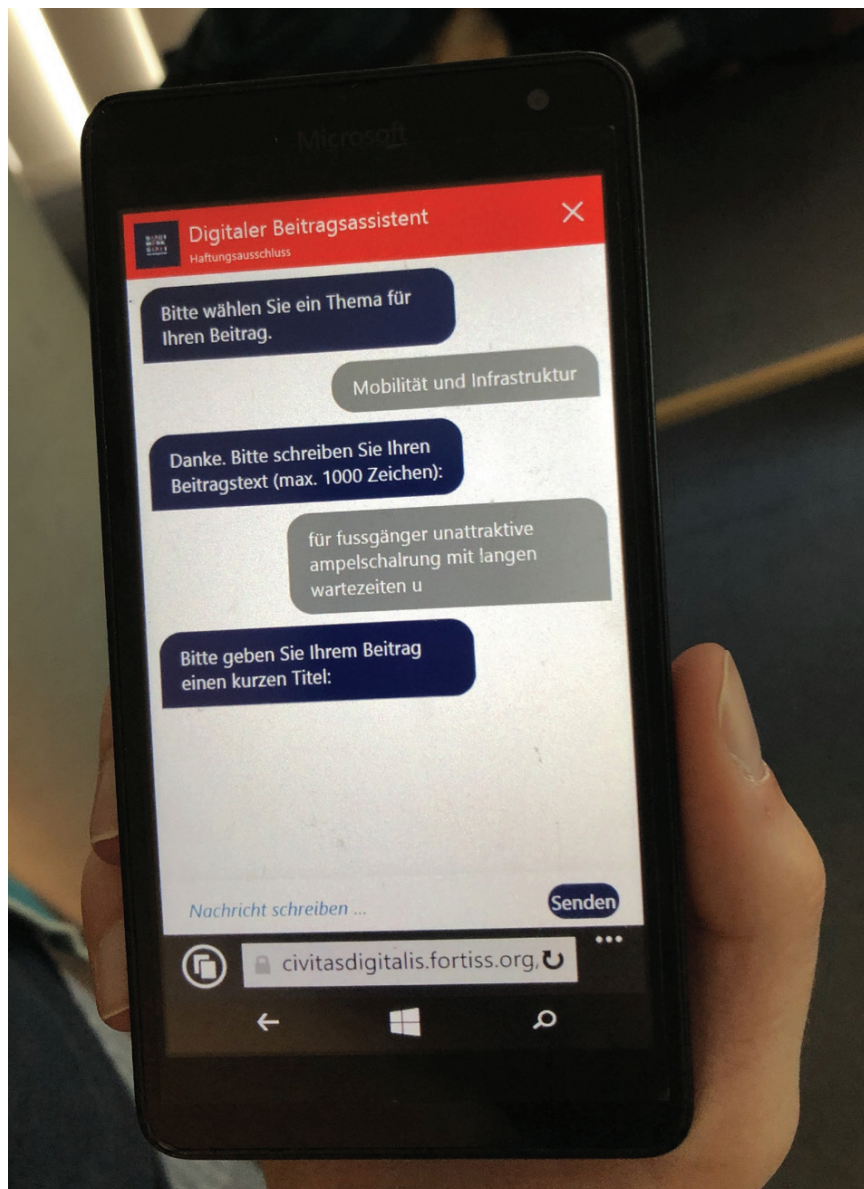 Microsoft
Digitaler Beitragsassistent
Haftungsausschluss
Bitte wählen Sie ein Thema für
Ihren Beitrag.
Mobilität und Infrastruktur
Danke. Bitte schreiben Sie Ihren
Beitragstext (max. 1000 Zeichen):
für fussgänger unattraktive
ampelschalrung mit langen
wartezeiten u
Bitte geben Sie Ihrem Beitrag
einen kurzen Titel:
Nachricht schreiben ...
Senden
civitasdigitalis.fortiss.org,